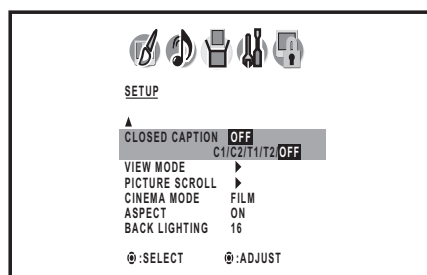 SETUP
CLOSED CAPTION OFF
C1/C2/T1/T2/OFF
VIEW MODE
PICTURE SCROLL
CINEMA MODE FILM
ASPECT ON
BACK LIGHTING 16
:SELECT :ADJUST